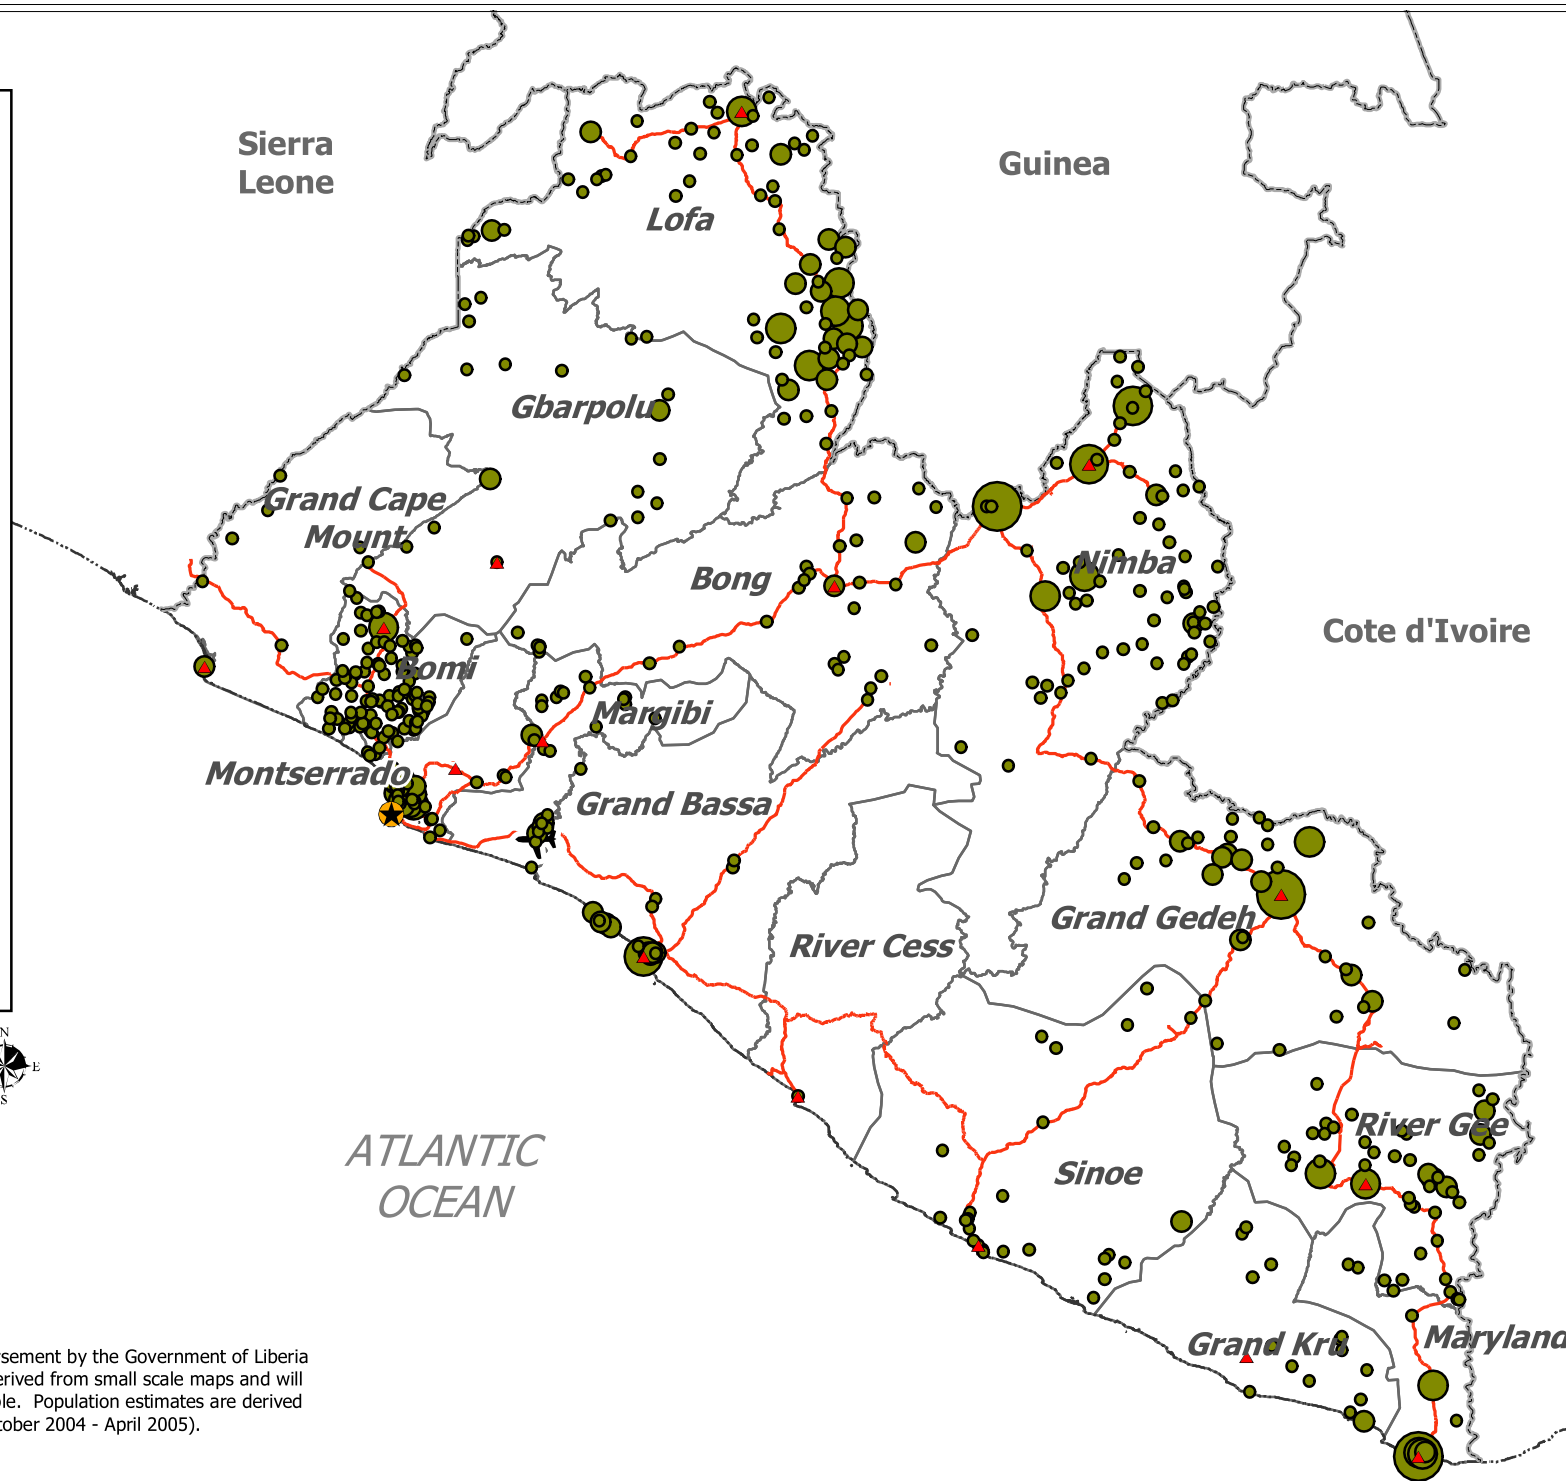 Sierra
Leone
Guinea
Lofa
Gbarpolu
Grand Cape
Mount
Bong
Nimba
Cote d'Ivoire
Bomi
Margibi
Montserrado
Grand Bassa
Grand Gedeh
River Cess
N
E
S
River Gee
ATLANTIC
OCEAN
Sinoe
Grand Kru
Maryland
rsement by the Government of Liberia
erived from small scale maps and will
ble. Population estimates are derived
tober 2004 - April 2005).